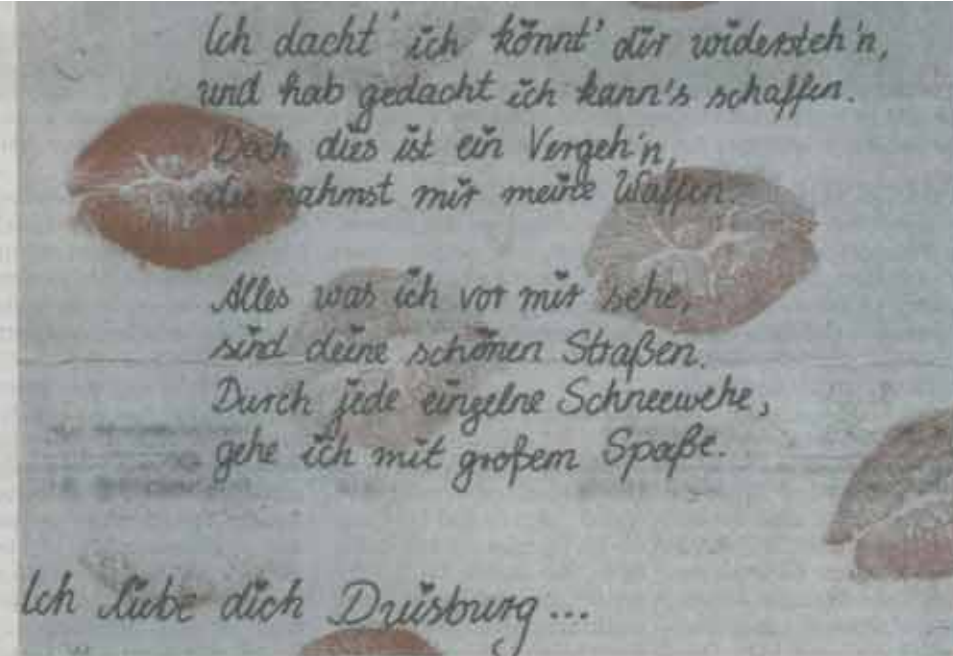 Ich dacht' ich könnt' dir widersteh'n,
und hab gedacht ich kann's schaffen.
Doch dies ist ein Vergeh'n,
du nahmst mir meine Waffen.
Alles was ich vor mir sehe,
sind deine schönen Straßen.
Durch jede einzelne Schneewehe,
gehe ich mit großem Spaße.
Ich liebe dich Duisburg...